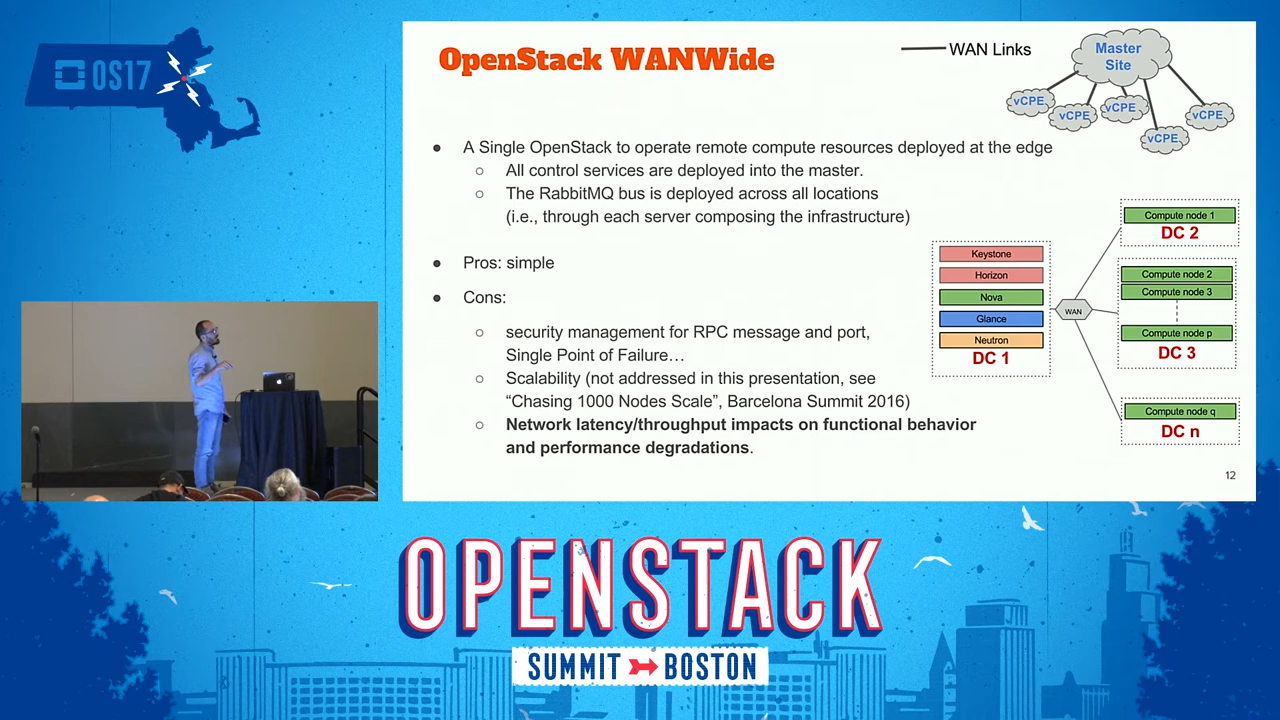 OS17
OpenStack WANWide
WAN Links
Master
Site
vCPE
vCPE
vCPE
vCPE
vCPE
● A Single OpenStack to operate remote compute resources deployed at the edge
○ All control services are deployed into the master.
○ The RabbitMQ bus is deployed across all locations
(i.e., through each server composing the infrastructure)
● Pros: simple
● Cons:
○ security management for RPC message and port,
Single Point of Failure…
○ Scalability (not addressed in this presentation, see
“Chasing 1000 Nodes Scale”, Barcelona Summit 2016)
○ Network latency/throughput impacts on functional behavior
and performance degradations.
Keystone
Horizon
Nova
Glance
Neutron
DC 1
WAN
Compute node 1
DC 2
Compute node 2
Compute node 3
Compute node p
DC 3
Compute node q
DC n
12
OPENSTACK
SUMMIT BOSTON